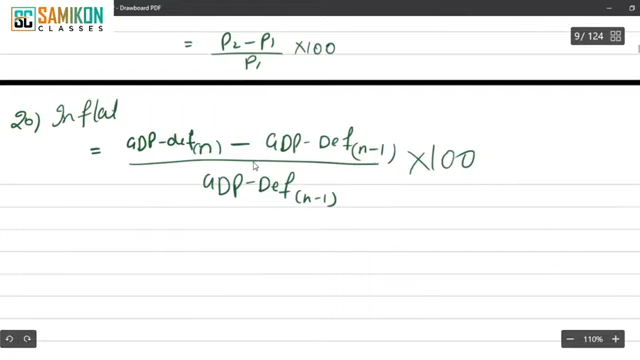 SC SAMIKON CLASSES
- Drawboard PDF
= P2 - P1 / P1 ×100
9 / 124
20) Inflat
= GDP-def(n) - GDP-Def(n-1) / GDP-Def(n-1) ×100
110%